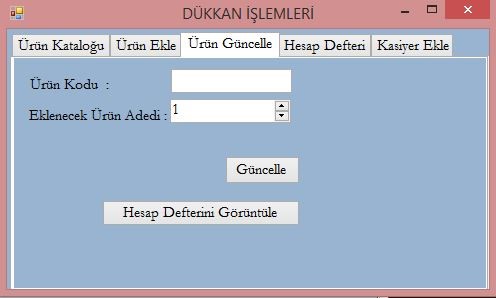 DÜKKAN İŞLEMLERİ
Ürün Kataloğu Ürün Ekle Ürün Güncelle Hesap Defteri Kasiyer Ekle
Ürün Kodu :
Eklenecek Ürün Adedi : 1
Güncelle
Hesap Defterini Görüntüle